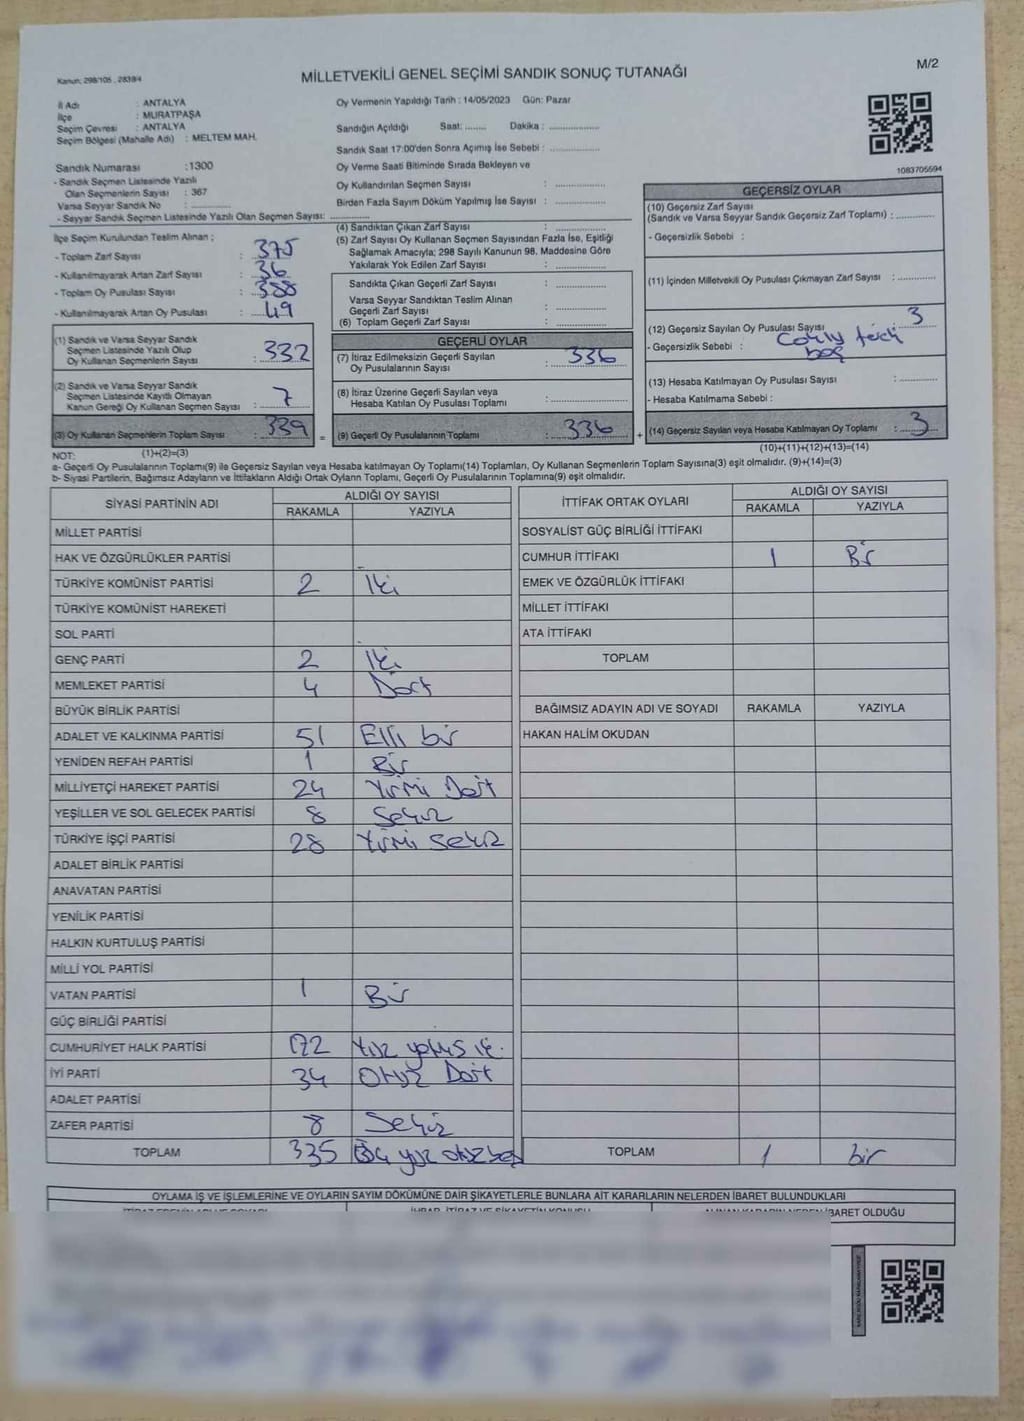 Kanun: 298/105 , 2839/4
MİLLETVEKİLİ GENEL SEÇİMİ SANDIK SONUÇ TUTANAĞI
M/2
İl Adı : ANTALYA
İlçe : MURATPAŞA
Seçim Çevresi : ANTALYA
Seçim Bölgesi (Mahalle Adı) : MELTEM MAH.
Sandık Numarası :1300
- Sandık Seçmen Listesinde Yazılı
Olan Seçmenlerin Sayısı : 367
Varsa Seyyar Sandık No :
- Seyyar Sandık Seçmen Listesinde Yazılı Olan Seçmen Sayısı:
Oy Vermenin Yapıldığı Tarih : 14/05/2023 Gün: Pazar
Sandığın Açıldığı Saat: ........ Dakika : ..................
Sandık Saat 17:00'den Sonra Açımış İse Sebebi :
Oy Verme Saati Bitiminde Sırada Bekleyen ve
Oy Kullandırılan Seçmen Sayısı :
Birden Fazla Sayım Döküm Yapılmış İse Sayısı :
1083705594
İlçe Seçim Kurulundan Teslim Alınan ;
- Toplam Zarf Sayısı : 375
- Kullanılmayarak Artan Zarf Sayısı : 36
- Toplam Oy Pusulası Sayısı : 388
- Kullanılmayarak Artan Oy Pusulası : 49
(1) Sandık ve Varsa Seyyar Sandık
Seçmen Listesinde Yazılı Olup
Oy Kullanan Seçmenlerin Sayısı : 332
(2) Sandık ve Varsa Seyyar Sandık
Seçmen Listesinde Kayıtlı Olmayan
Kanun Gereği Oy Kullanan Seçmen Sayısı : 7
(3) Oy Kullanan Seçmenlerin Toplam Sayısı : 339
(4) Sandıktan Çıkan Zarf Sayısı :
(5) Zarf Sayısı Oy Kullanan Seçmen Sayısından Fazla İse, Eşitliği
Sağlamak Amacıyla; 298 Sayılı Kanunun 98. Maddesine Göre
Yakılarak Yok Edilen Zarf Sayısı :
Sandıkta Çıkan Geçerli Zarf Sayısı :
Varsa Seyyar Sandıktan Teslim Alınan
Geçerli Zarf Sayısı :
(6) Toplam Geçerli Zarf Sayısı :
GEÇERLİ OYLAR
(7) İtiraz Edilmeksizin Geçerli Sayılan
Oy Pusulalarının Sayısı : 336
(8) İtiraz Üzerine Geçerli Sayılan veya
Hesaba Katılan Oy Pusulası Toplamı :
= (9) Geçerli Oy Pusulalarının Toplamı : 336 +
GEÇERSİZ OYLAR
(10) Geçersiz Zarf Sayısı
(Sandık ve Varsa Seyyar Sandık Geçersiz Zarf Toplamı) :
- Geçersizlik Sebebi :
(11) İçinden Milletvekili Oy Pusulası Çıkmayan Zarf Sayısı :
(12) Geçersiz Sayılan Oy Pusulası Sayısı 3
- Geçersizlik Sebebi :
boş
(13) Hesaba Katılmayan Oy Pusulası Sayısı :
- Hesaba Katılmama Sebebi :
(14) Geçersiz Sayılan veya Hesaba Katılmayan Oy Toplamı : 3
NOT: (1)+(2)=(3)
(10)+(11)+(12)+(13)=(14)
a- Geçerli Oy Pusulalarının Toplamı(9) ile Geçersiz Sayılan veya Hesaba katılmayan Oy Toplamı(14) Toplamları, Oy Kullanan Seçmenlerin Toplam Sayısına(3) eşit olmalıdır. (9)+(14)=(3)
b- Siyasi Partilerin, Bağımsız Adayların ve İttifakların Aldığı Ortak Oyların Toplamı, Geçerli Oy Pusulalarının Toplamına(9) eşit olmalıdır.
SİYASİ PARTİNİN ADI ALDIĞI OY SAYISI
RAKAMLA YAZIYLA
MİLLET PARTİSİ
HAK VE ÖZGÜRLÜKLER PARTİSİ
TÜRKİYE KOMÜNİST PARTİSİ 2 İki
TÜRKİYE KOMÜNİST HAREKETİ
SOL PARTİ
GENÇ PARTİ 2 İki
MEMLEKET PARTİSİ 4 Dört
BÜYÜK BİRLİK PARTİSİ
ADALET VE KALKINMA PARTİSİ 51 Elli bir
YENİDEN REFAH PARTİSİ 1 Bir
MİLLİYETÇİ HAREKET PARTİSİ 24 Yirmi Dört
YEŞİLLER VE SOL GELECEK PARTİSİ 8 Sekiz
TÜRKİYE İŞÇİ PARTİSİ 28 Yirmi sekiz
ADALET BİRLİK PARTİSİ
ANAVATAN PARTİSİ
YENİLİK PARTİSİ
HALKIN KURTULUŞ PARTİSİ
MİLLİ YOL PARTİSİ
VATAN PARTİSİ 1 Bir
GÜÇ BİRLİĞİ PARTİSİ
CUMHURİYET HALK PARTİSİ 172 Yüz yetmiş iki
İYİ PARTİ 34 Otuz Dört
ADALET PARTİSİ
ZAFER PARTİSİ 8 Sekiz
TOPLAM 335 Üç yüz otuz beş
İTTİFAK ORTAK OYLARI ALDIĞI OY SAYISI
RAKAMLA YAZIYLA
SOSYALİST GÜÇ BİRLİĞİ İTTİFAKI
CUMHUR İTTİFAKI 1 Bir
EMEK VE ÖZGÜRLÜK İTTİFAKI
MİLLET İTTİFAKI
ATA İTTİFAKI
TOPLAM
BAĞIMSIZ ADAYIN ADI VE SOYADI RAKAMLA YAZIYLA
HAKAN HALİM OKUDAN
TOPLAM 1 bir
OYLAMA İŞ VE İŞLEMLERİNE VE OYLARIN SAYIM DÖKÜMÜNE DAİR ŞİKAYETLERLE BUNLARA AİT KARARLARIN NELERDEN İBARET BULUNDUKLARI
İBARET OLDUĞU